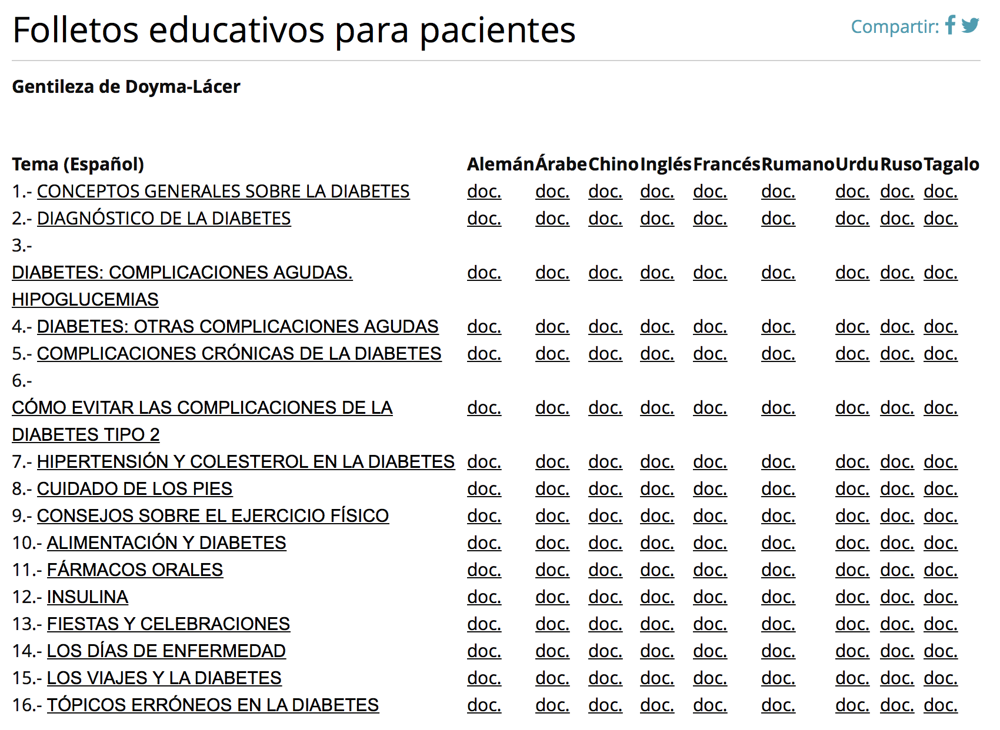 Folletos educativos para pacientes
Compartir:
Gentileza de Doyma-Lácer
Tema (Español) Alemán Árabe Chino Inglés Francés Rumano Urdu Ruso Tagalo
1.- CONCEPTOS GENERALES SOBRE LA DIABETES doc. doc. doc. doc. doc. doc. doc. doc. doc.
2.- DIAGNÓSTICO DE LA DIABETES doc. doc. doc. doc. doc. doc. doc. doc. doc.
3.-
DIABETES: COMPLICACIONES AGUDAS. doc. doc. doc. doc. doc. doc. doc. doc. doc.
HIPOGLUCEMIAS
4.- DIABETES: OTRAS COMPLICACIONES AGUDAS doc. doc. doc. doc. doc. doc. doc. doc. doc.
5.- COMPLICACIONES CRÓNICAS DE LA DIABETES doc. doc. doc. doc. doc. doc. doc. doc. doc.
6.-
CÓMO EVITAR LAS COMPLICACIONES DE LA doc. doc. doc. doc. doc. doc. doc. doc. doc.
DIABETES TIPO 2
7.- HIPERTENSIÓN Y COLESTEROL EN LA DIABETES doc. doc. doc. doc. doc. doc. doc. doc. doc.
8.- CUIDADO DE LOS PIES doc. doc. doc. doc. doc. doc. doc. doc. doc.
9.- CONSEJOS SOBRE EL EJERCICIO FÍSICO doc. doc. doc. doc. doc. doc. doc. doc. doc.
10.- ALIMENTACIÓN Y DIABETES doc. doc. doc. doc. doc. doc. doc. doc. doc.
11.- FÁRMACOS ORALES doc. doc. doc. doc. doc. doc. doc. doc. doc.
12.- INSULINA doc. doc. doc. doc. doc. doc. doc. doc. doc.
13.- FIESTAS Y CELEBRACIONES doc. doc. doc. doc. doc. doc. doc. doc. doc.
14.- LOS DÍAS DE ENFERMEDAD doc. doc. doc. doc. doc. doc. doc. doc. doc.
15.- LOS VIAJES Y LA DIABETES doc. doc. doc. doc. doc. doc. doc. doc. doc.
16.- TÓPICOS ERRÓNEOS EN LA DIABETES doc. doc. doc. doc. doc. doc. doc. doc. doc.